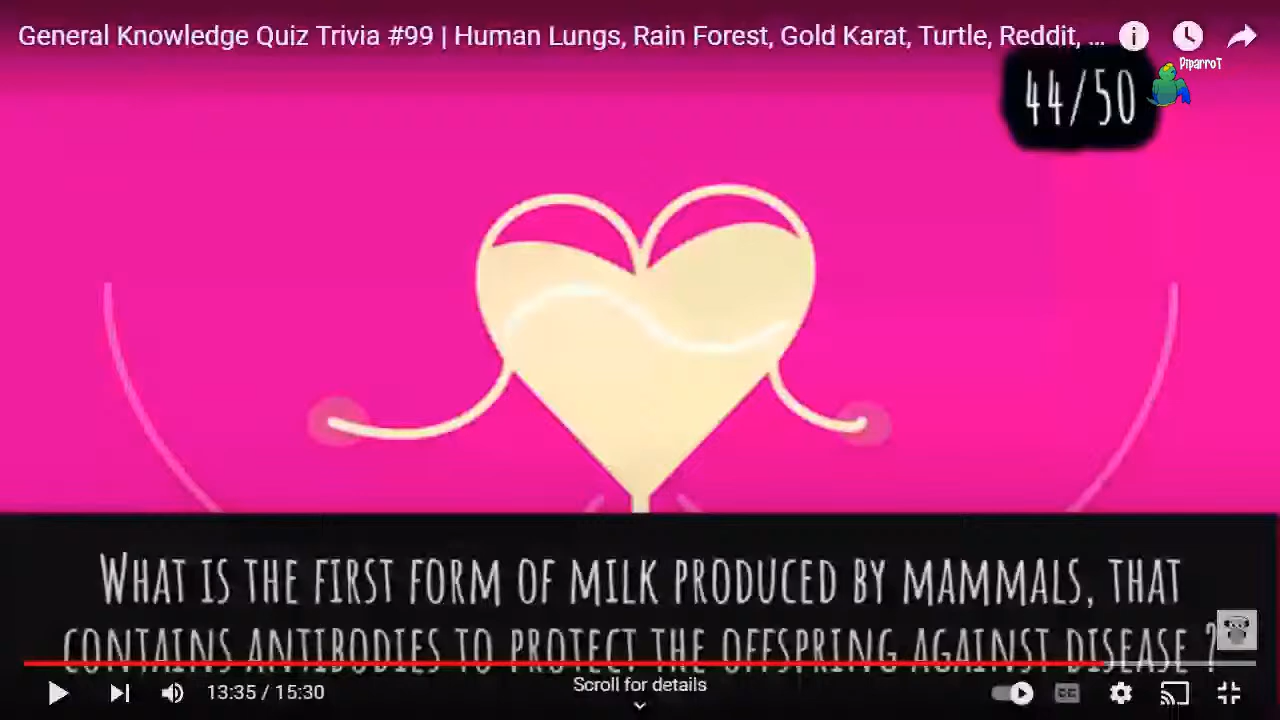 General Knowledge Quiz Trivia #99 | Human Lungs, Rain Forest, Gold Karat, Turtle, Reddit, ...
PiparroT
44/50
WHAT IS THE FIRST FORM OF MILK PRODUCED BY MAMMALS, THAT
CONTAINS ANTIBODIES TO PROTECT THE OFFSPRING AGAINST DISEASE ?
13:35 / 15:30
Scroll for details
CC